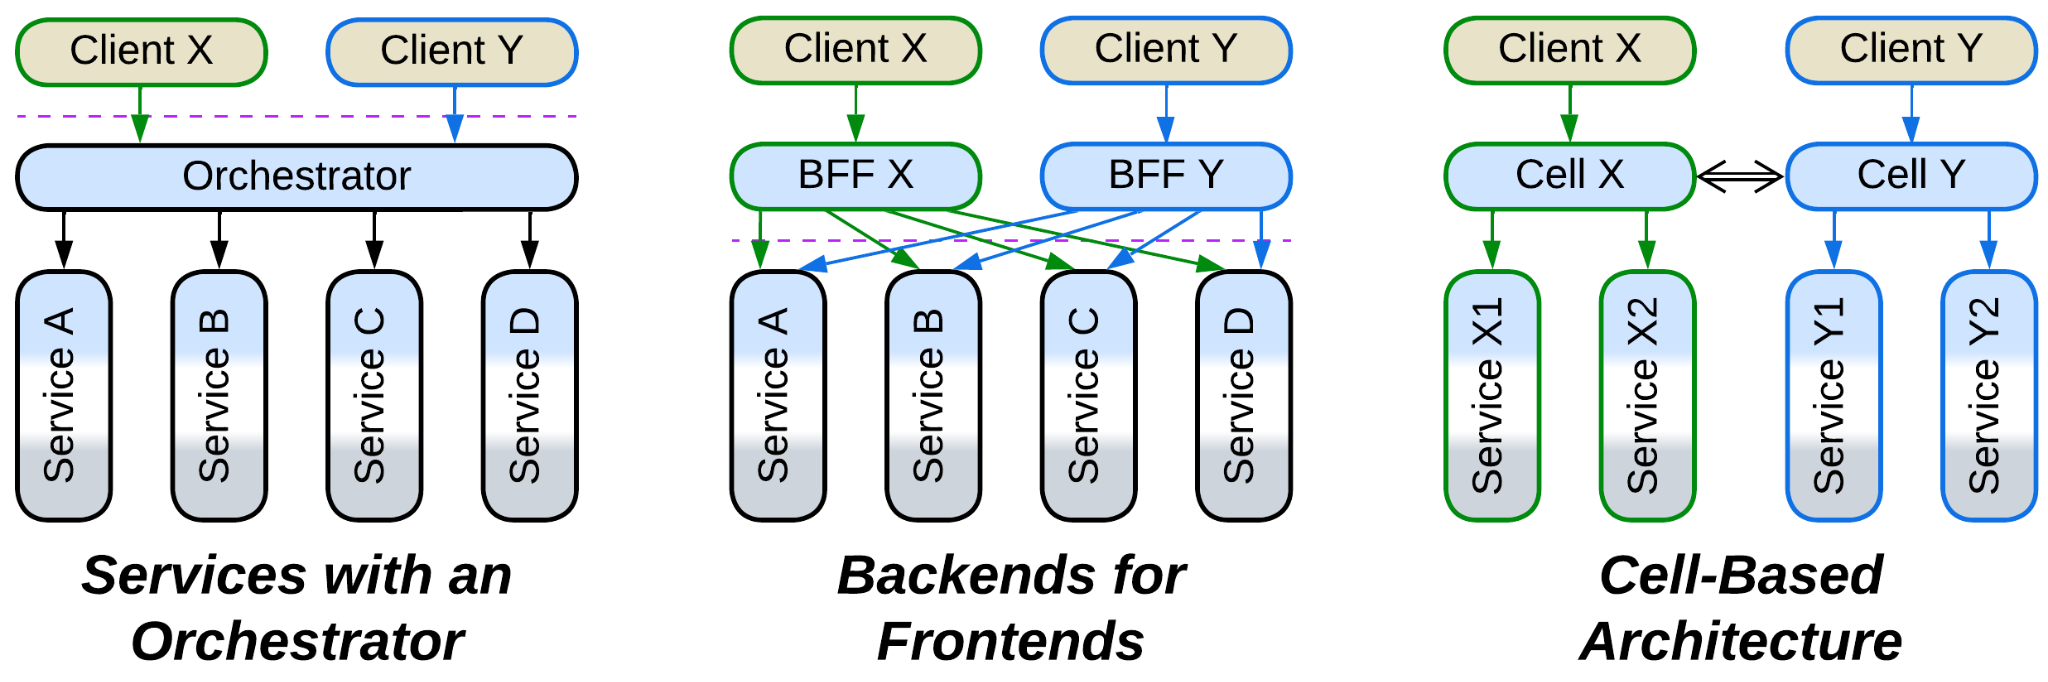 Client X
Client Y
Orchestrator
Service A
Service B
Service C
Service D
Services with an
Orchestrator
Client X
Client Y
BFF X
BFF Y
Service A
Service B
Service C
Service D
Backends for
Frontends
Client X
Client Y
Cell X
Cell Y
Service X1
Service X2
Service Y1
Service Y2
Cell-Based
Architecture